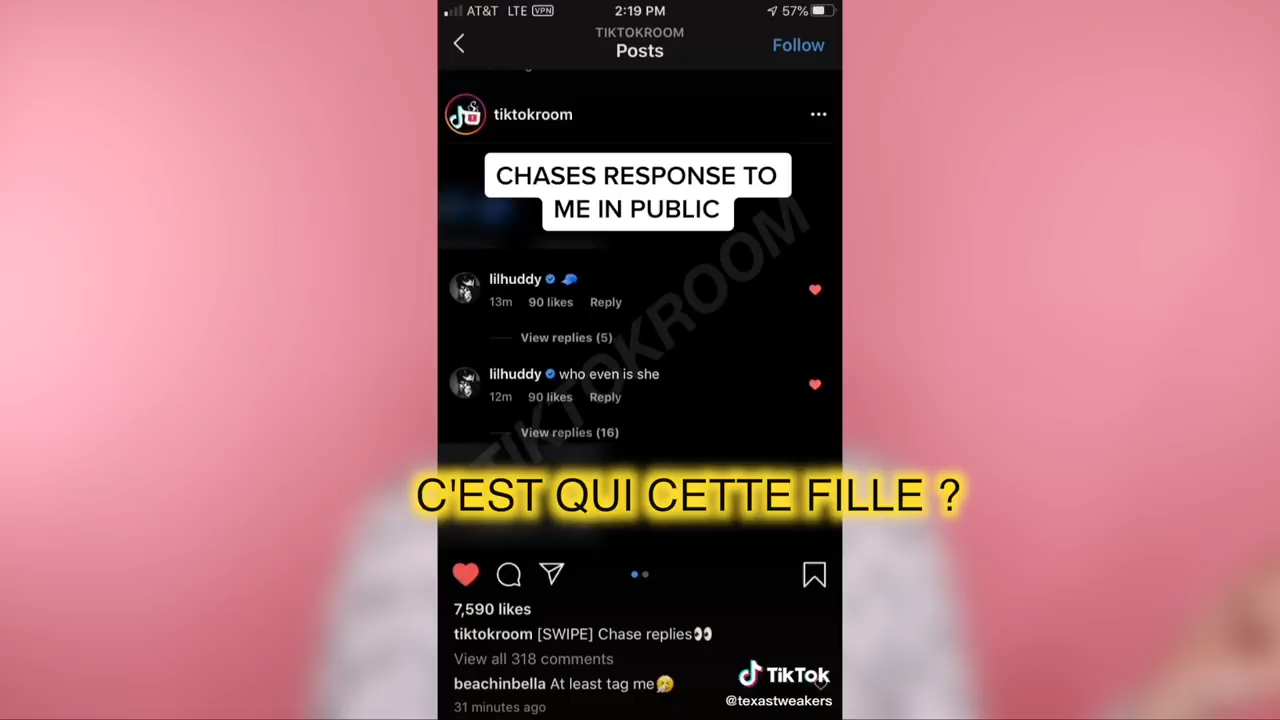 AT&T LTE VPN 2:19 PM 57%
TIKTOKROOM
Posts
Follow
tiktokroom
CHASES RESPONSE TO
ME IN PUBLIC
lilhuddy 🧢
13m 90 likes Reply
View replies (5)
lilhuddy who even is she
12m 90 likes Reply
View replies (16)
TIKTOKROOM
C'EST QUI CETTE FILLE ?
7,590 likes
tiktokroom [SWIPE] Chase replies👀
View all 318 comments
beachinbella At least tag me🤧
31 minutes ago
TikTok
@texastweakers